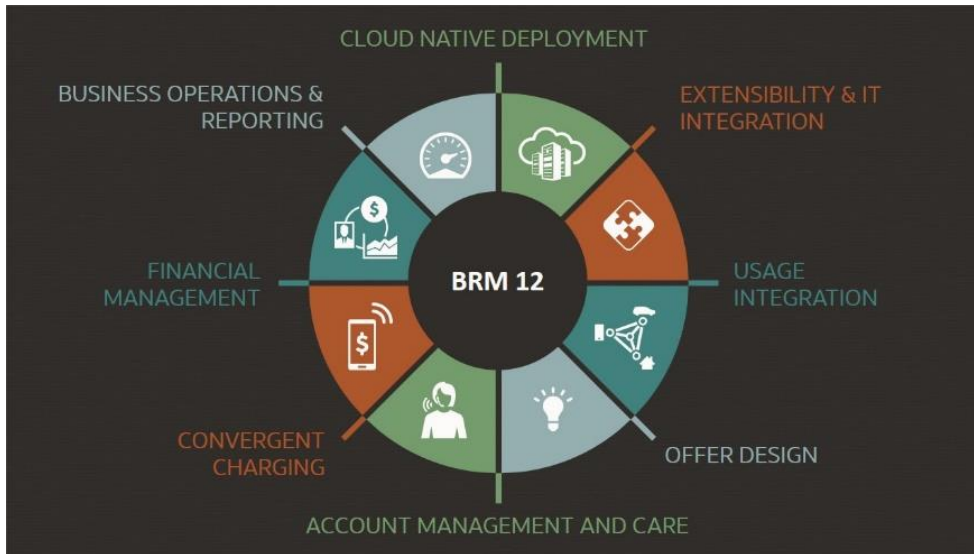 CLOUD NATIVE DEPLOYMENT
BUSINESS OPERATIONS &
REPORTING
EXTENSIBILITY & IT
INTEGRATION
$
BRM 12
FINANCIAL
MANAGEMENT
USAGE
INTEGRATION
$
CONVERGENT
CHARGING
OFFER DESIGN
ACCOUNT MANAGEMENT AND CARE